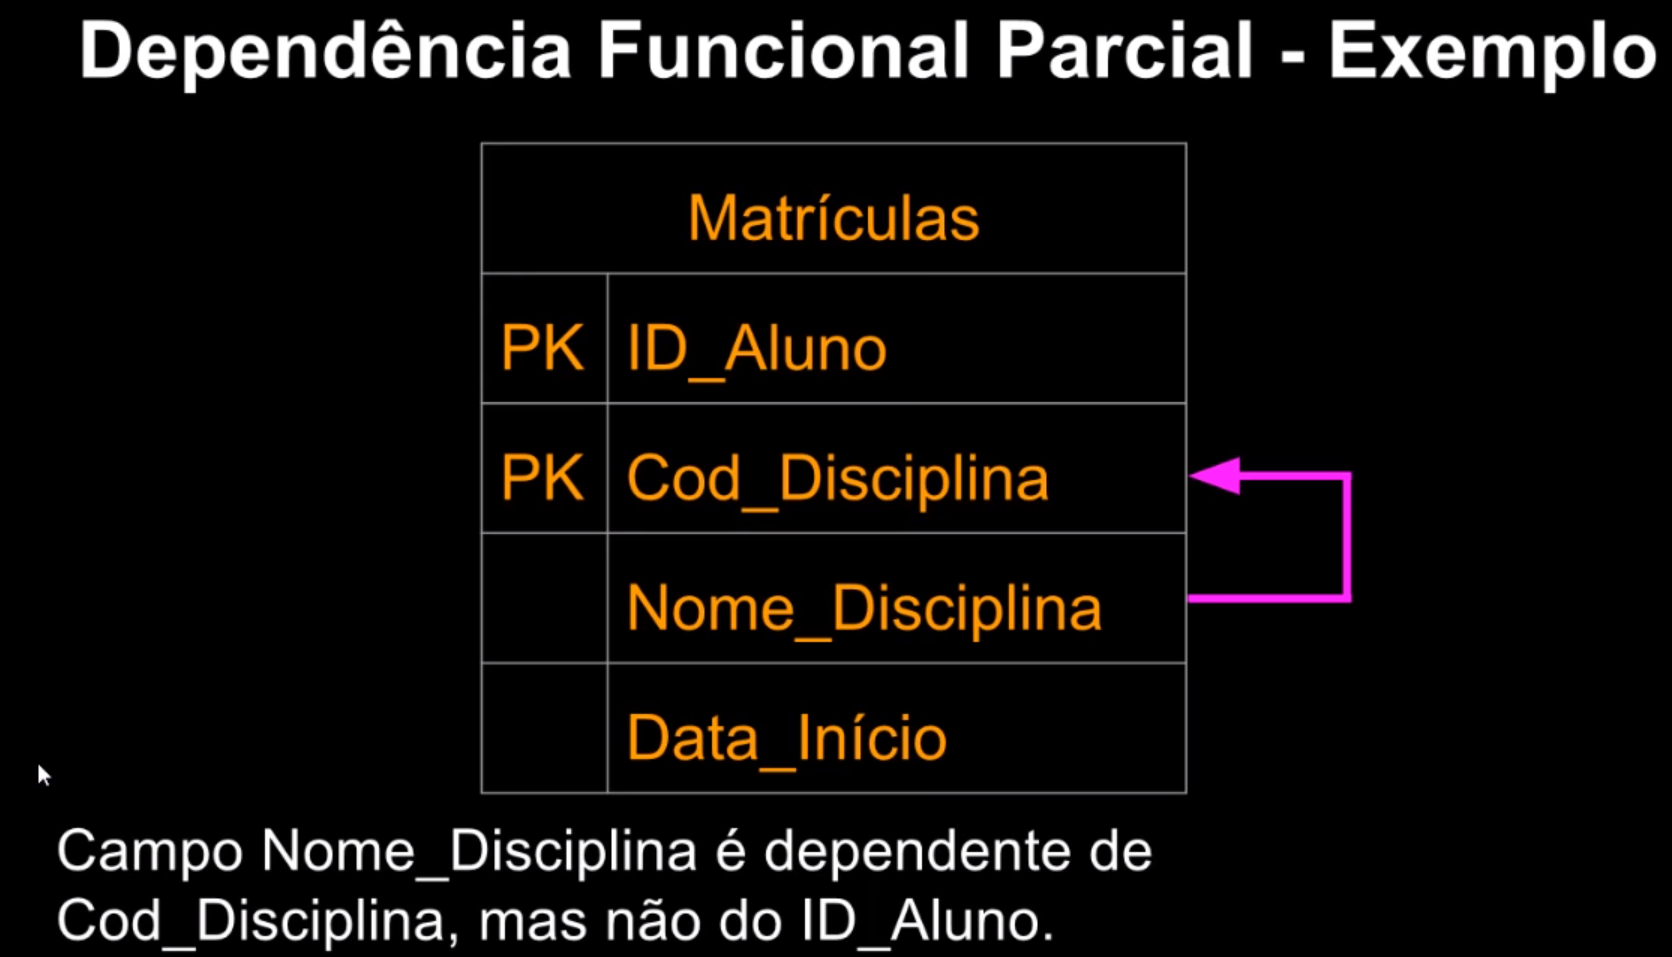 Dependência Funcional Parcial - Exemplo
Matrículas
PK ID_Aluno
PK Cod_Disciplina
Nome_Disciplina
Data_Início
Campo Nome_Disciplina é dependente de
Cod_Disciplina, mas não do ID_Aluno.